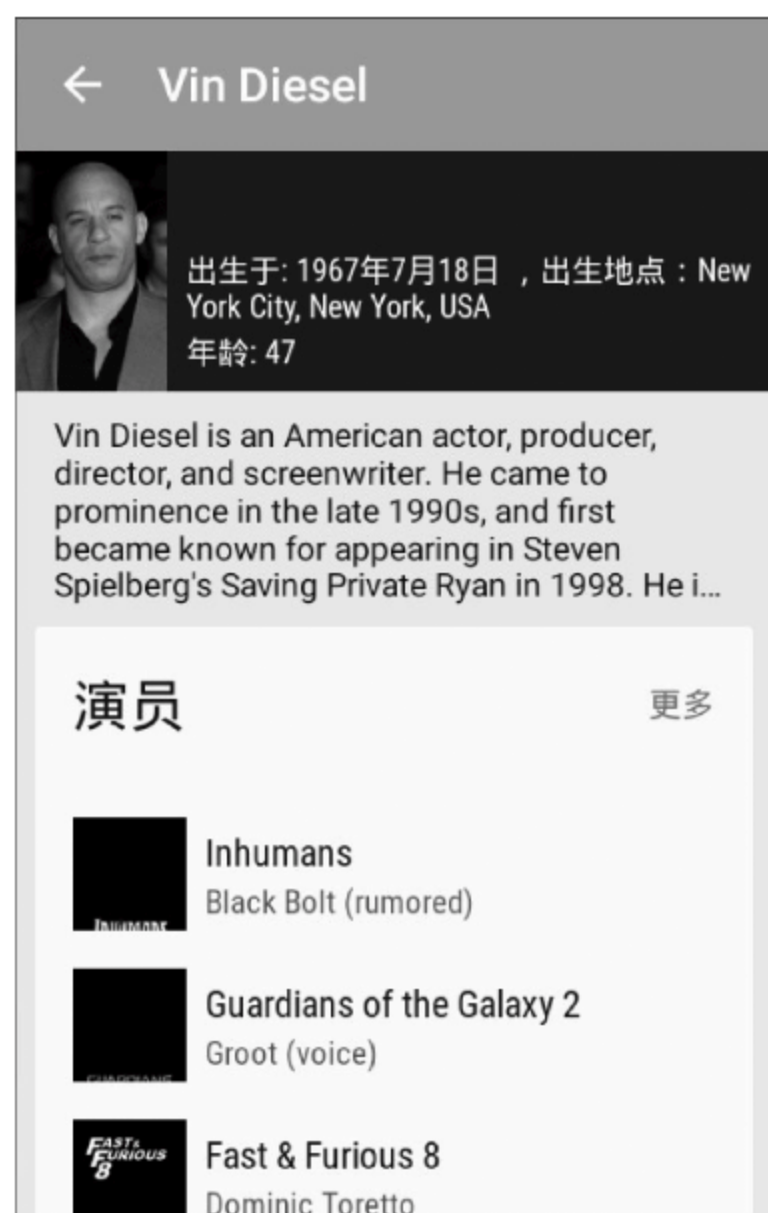 Vin Diesel
出生于: 1967年7月18日 ，出生地点：New
York City, New York, USA
年龄: 47
Vin Diesel is an American actor, producer,
director, and screenwriter. He came to
prominence in the late 1990s, and first
became known for appearing in Steven
Spielberg's Saving Private Ryan in 1998. He i...
演员
更多
INHUMANS
Inhumans
Black Bolt (rumored)
GUARDIANS
Guardians of the Galaxy 2
Groot (voice)
FAST &
FURIOUS
8
Fast & Furious 8
Dominic Toretto